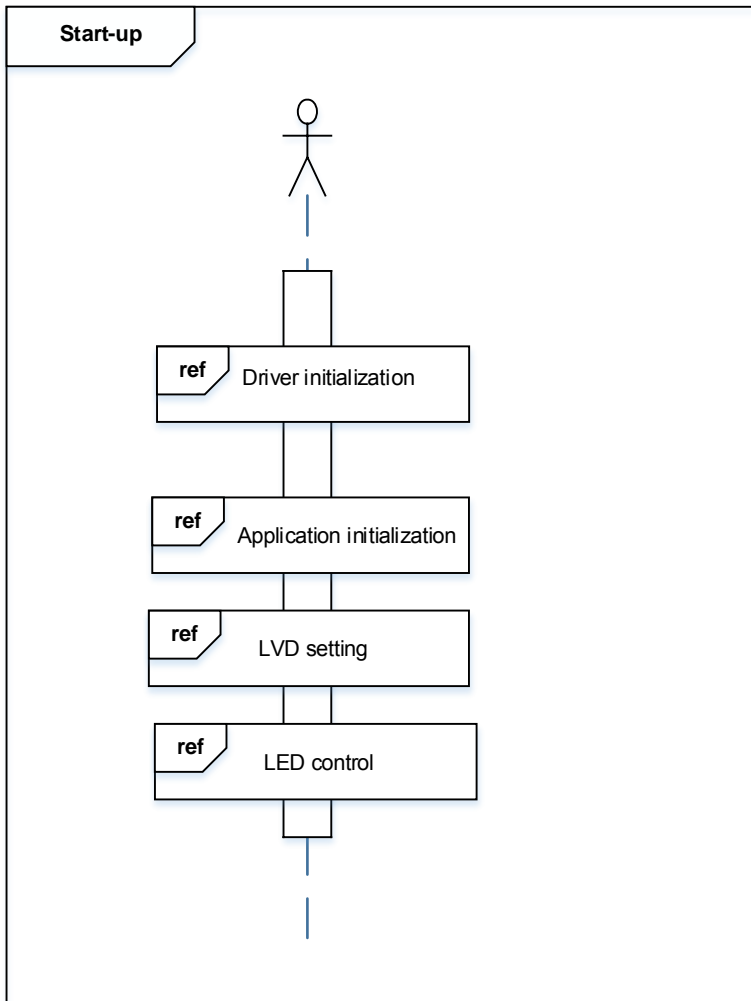 Start-up
ref
Driver initialization
ref
Application initialization
ref
LVD setting
ref
LED control